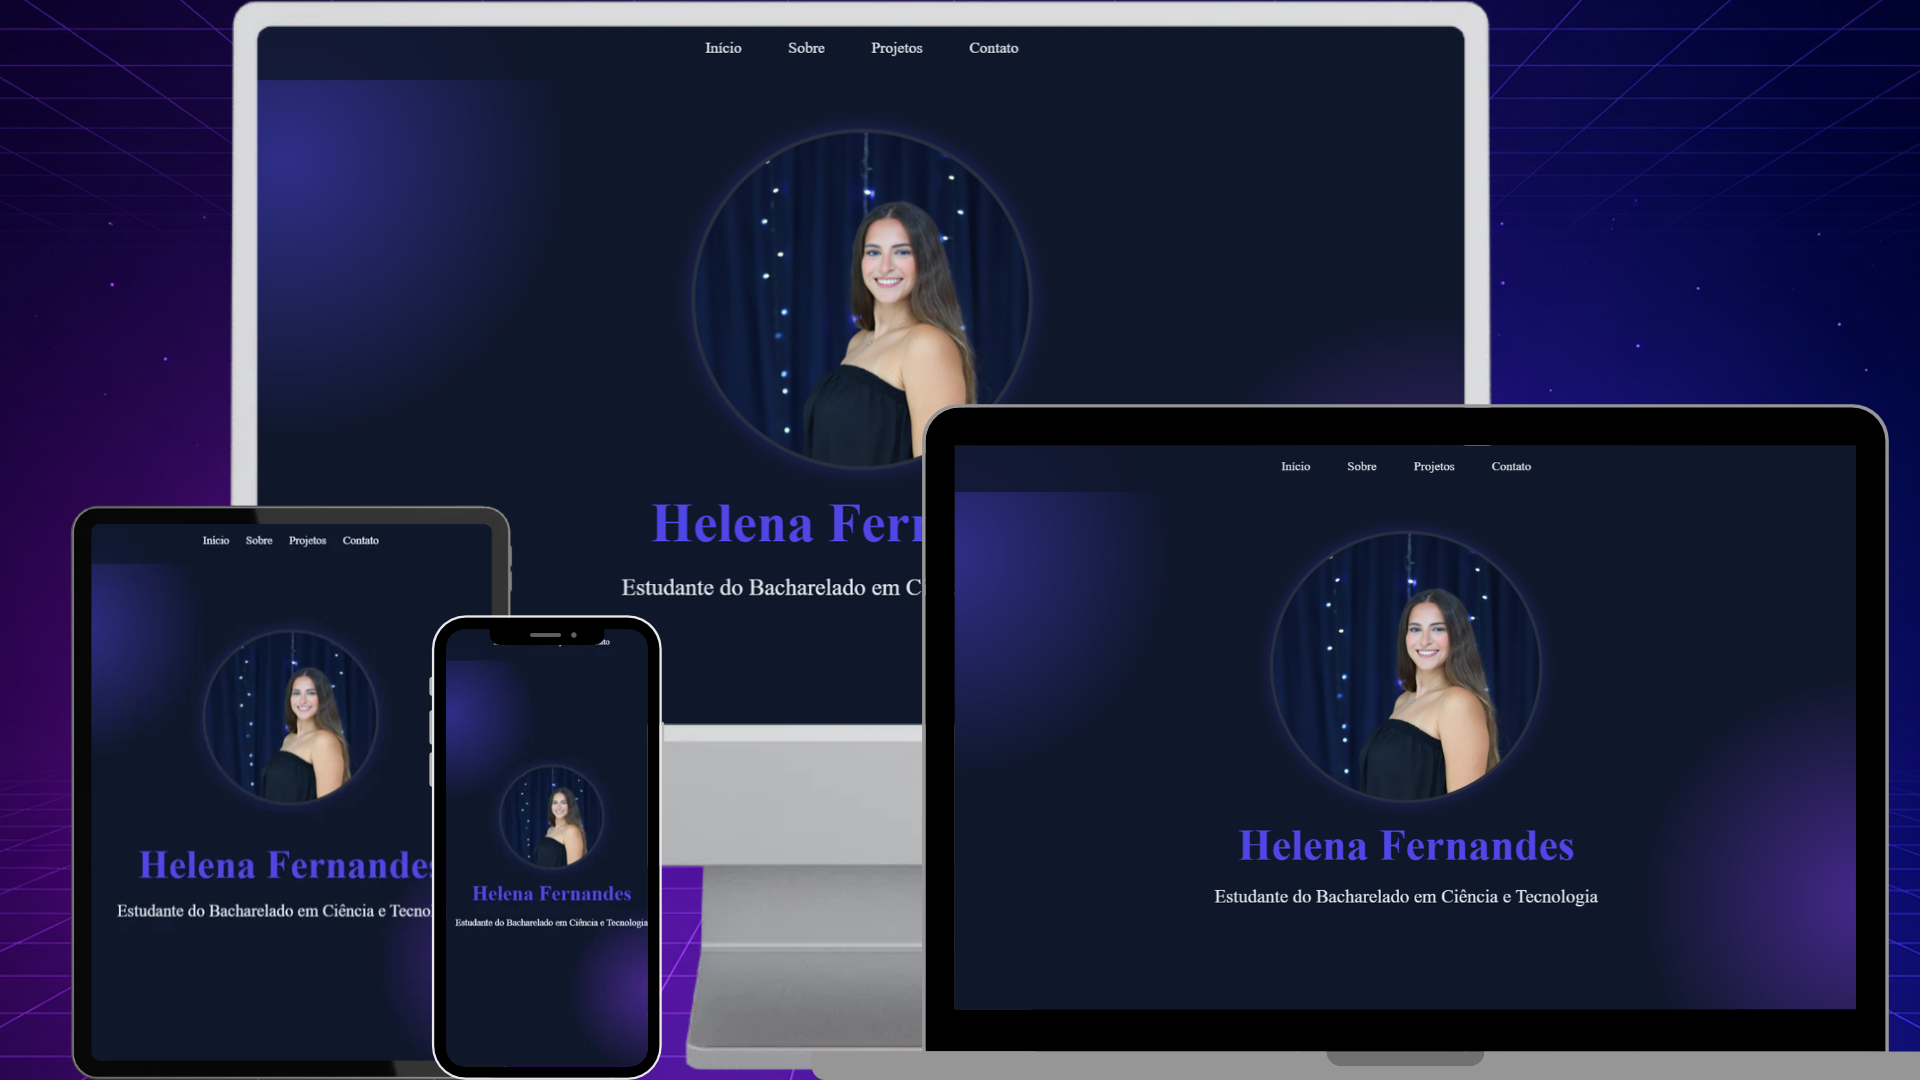 Início Sobre Projetos Contato
Helena Fern
Estudante do Bacharelado em C
Início Sobre Projetos Contato
Helena Fernandes
Estudante do Bacharelado em Ciência e Tecnologia
Início Sobre Projetos Contato
Helena Fernandes
Estudante do Bacharelado em Ciência e Tecno
Helena Fernandes
Estudante do Bacharelado em Ciência e Tecnologia